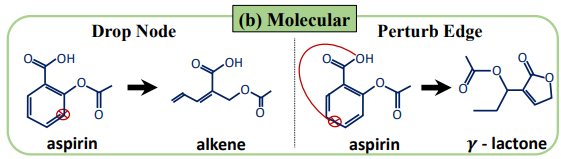 (b) Molecular
Drop Node
Perturb Edge
O
OH
O
O
aspirin
O
OH
O
O
alkene
O
OH
O
O
aspirin
O
O
O
O
γ - lactone